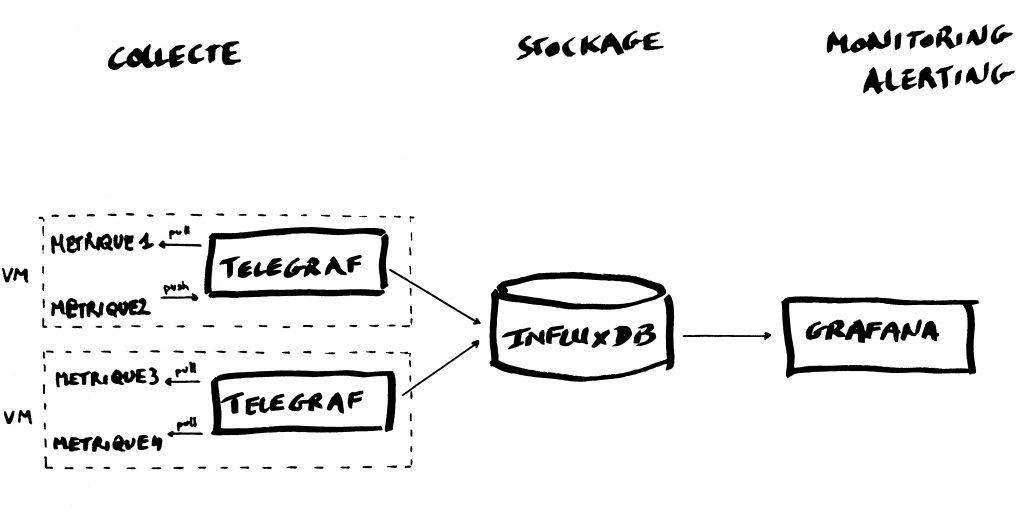 COLLECTE
STOCKAGE
MONITORING
ALERTING
VM
METRIQUE 1
pull
TELEGRAF
METRIQUE2
push
INFLUXDB
GRAFANA
VM
METRIQUE3
pull
TELEGRAF
METRIQUE4
pull